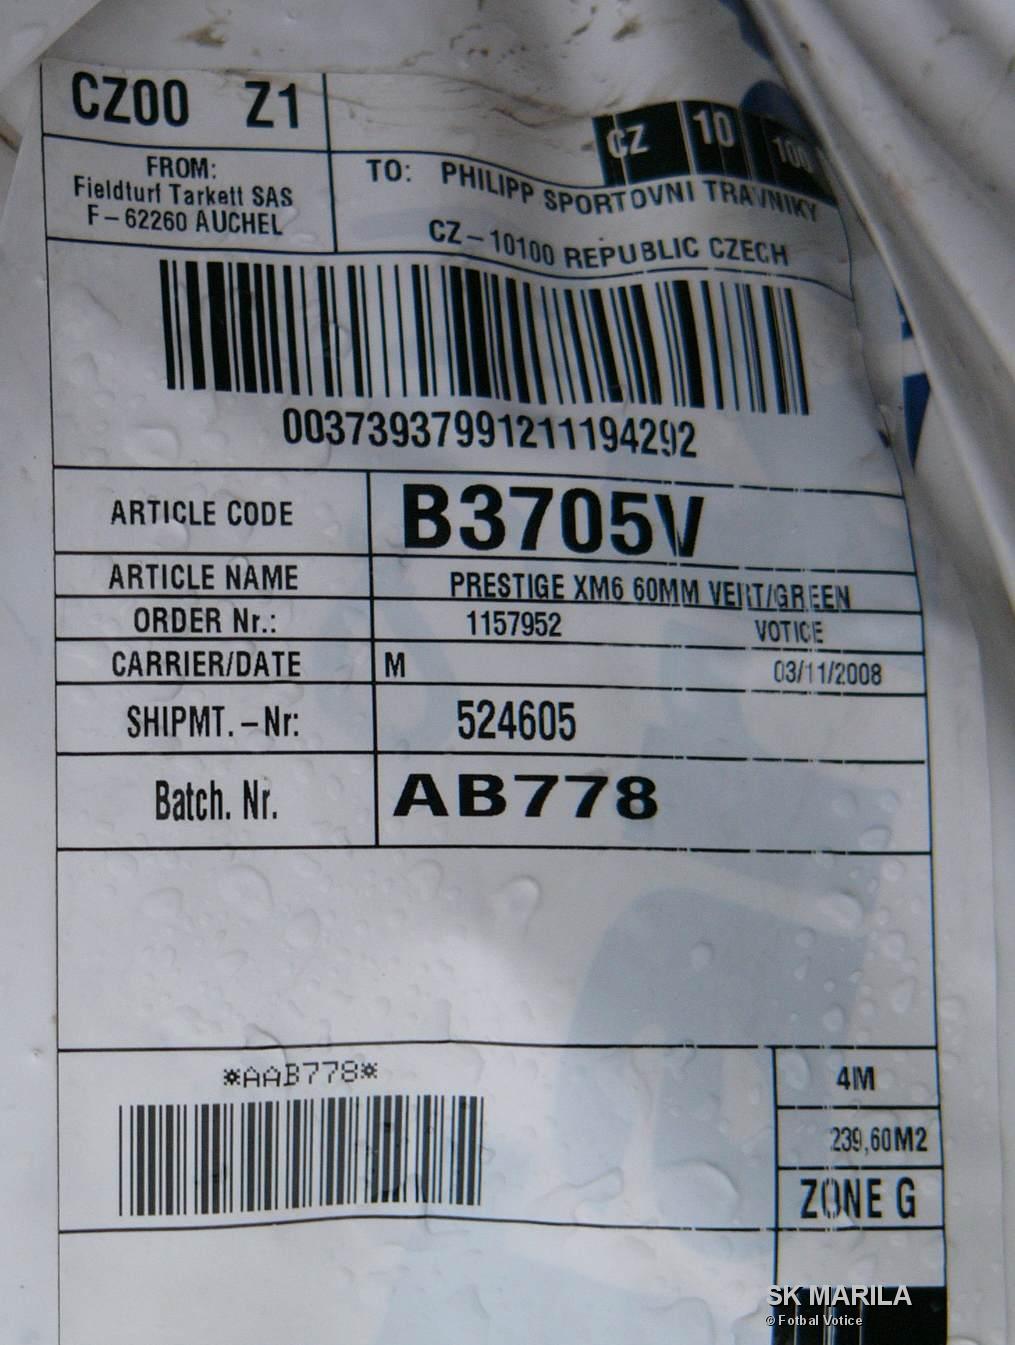 CZ00 Z1
CZ 10 100
FROM:
Fieldturf Tarkett SAS
F-62260 AUCHEL
TO: PHILIPP SPORTOVNI TRAVNIKY
CZ-10100 REPUBLIC CZECH
00373937991211194292
ARTICLE CODE B3705V
ARTICLE NAME PRESTIGE XM6 60MM VERT/GREEN
ORDER Nr.: 1157952 VOTICE
CARRIER/DATE M 03/11/2008
SHIPMT.-Nr: 524605
Batch. Nr. AB778
*AAB778*
4M
239,60M2
ZONE G
SK MARILA
© Fotbal Votice